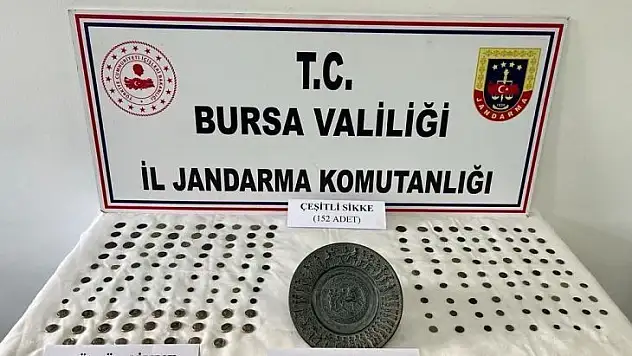 T.C.
BURSA VALİLİĞİ
İL JANDARMA KOMUTANLIĞI
JANDARMA
ÇEŞİTLİ SİKKE
(152 ADET)